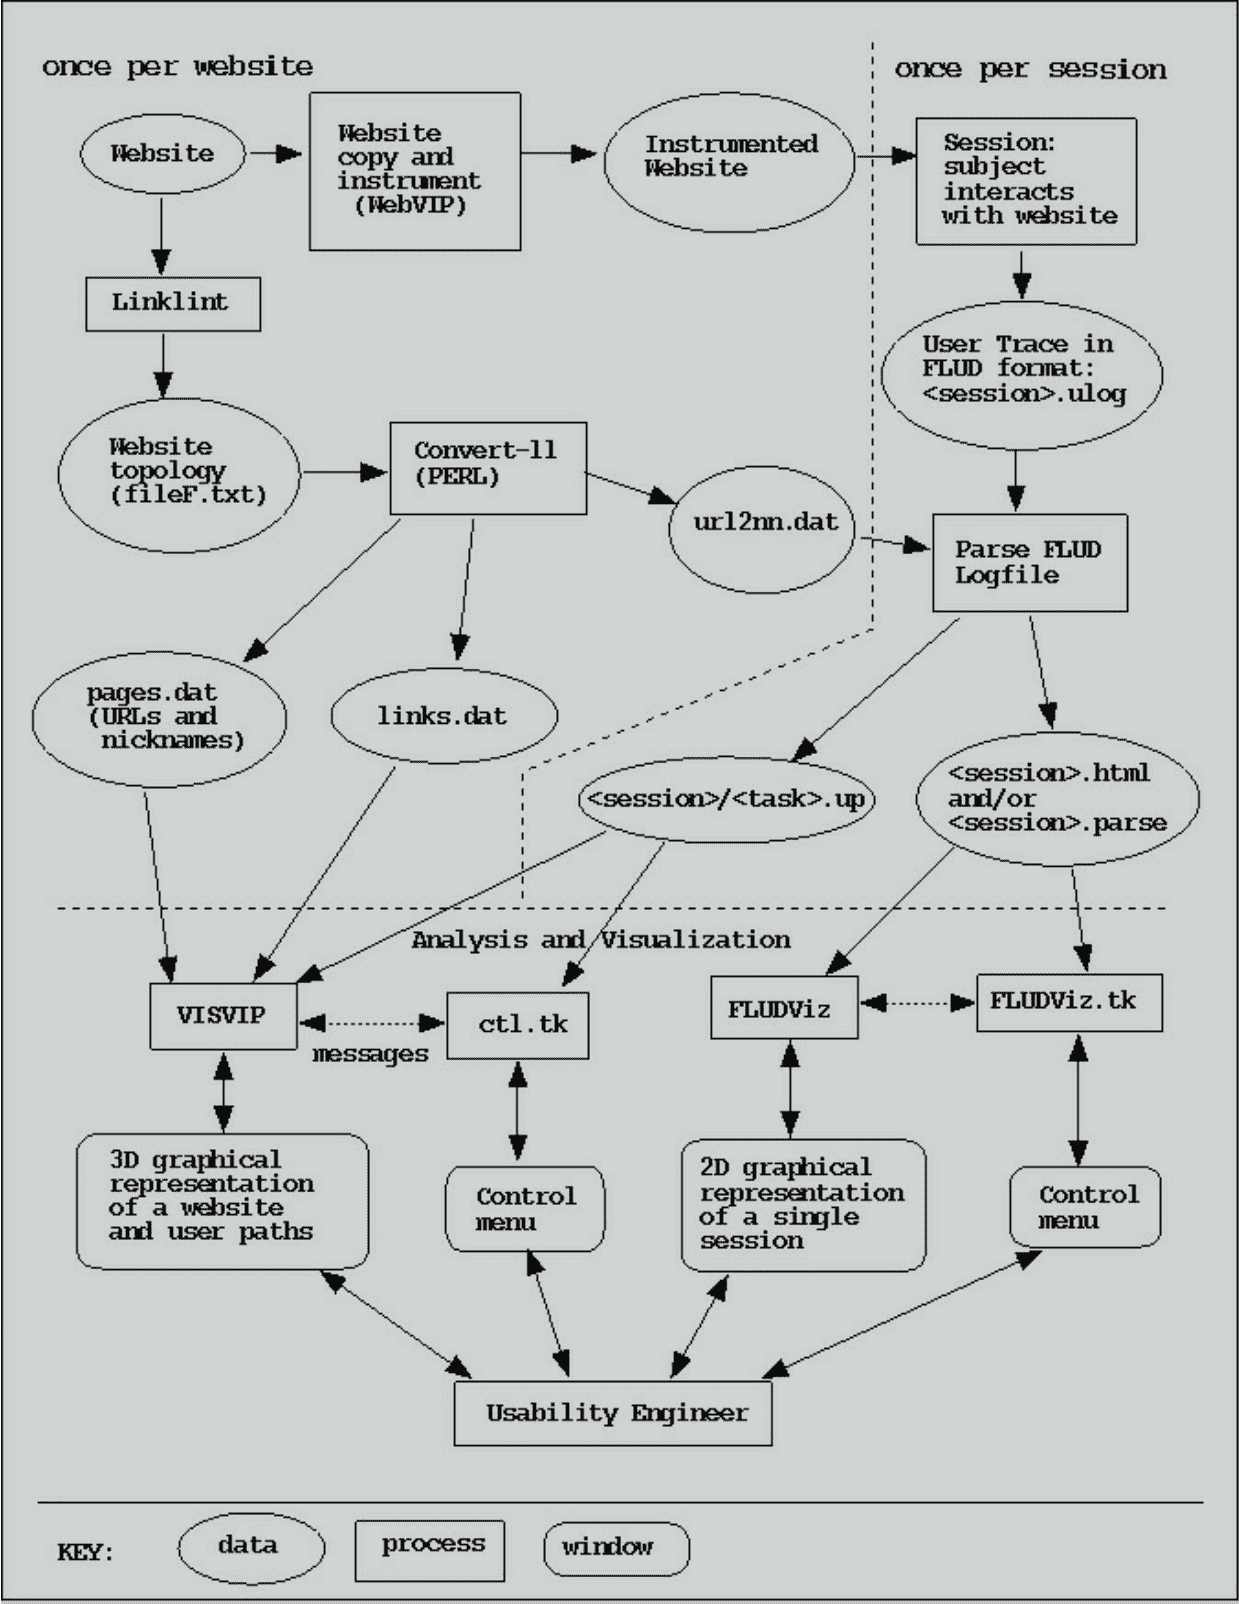 once per website
once per session
Website
Website
copy and
instrument
(WebVIP)
Instrumented
Website
Session:
subject
interacts
with website
Linklint
User Trace in
FLUD format:
<session>.ulog
Website
topology
(fileF.txt)
Convert-ll
(PERL)
url2nn.dat
Parse FLUD
Logfile
pages.dat
(URLs and
nicknames)
links.dat
<session>/<task>.up
<session>.html
and/or
<session>.parse
Analysis and Visualization
VISVIP
messages
ctl.tk
FLUDViz
FLUDViz.tk
3D graphical
representation
of a website
and user paths
Control
menu
2D graphical
representation
of a single
session
Control
menu
Usability Engineer
KEY:
data
process
window